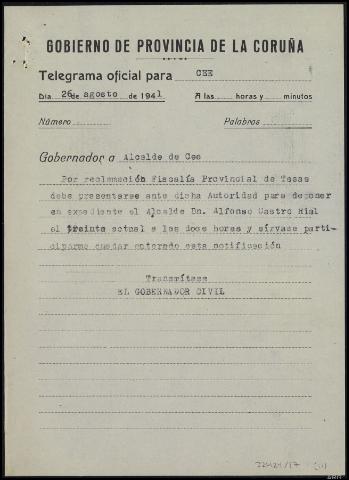 GOBIERNO DE PROVINCIA DE LA CORUÑA
Telegrama oficial para CEE
Día 26 de agosto de 1941 A las horas y minutos
Número Palabras
Gobernador a Alcalde de Cee
Por reclamación Fiscalía Provincial de Tasas
debe presentarse ante dicha Autoridad para deponer
en expediente el Alcalde Dn. Alfonso Castro Rial
el treinta actual a las doce horas y sírvase parti-
ciparme quedar enterado esta notificación
Transmítase
EL GOBERNADOR CIVIL